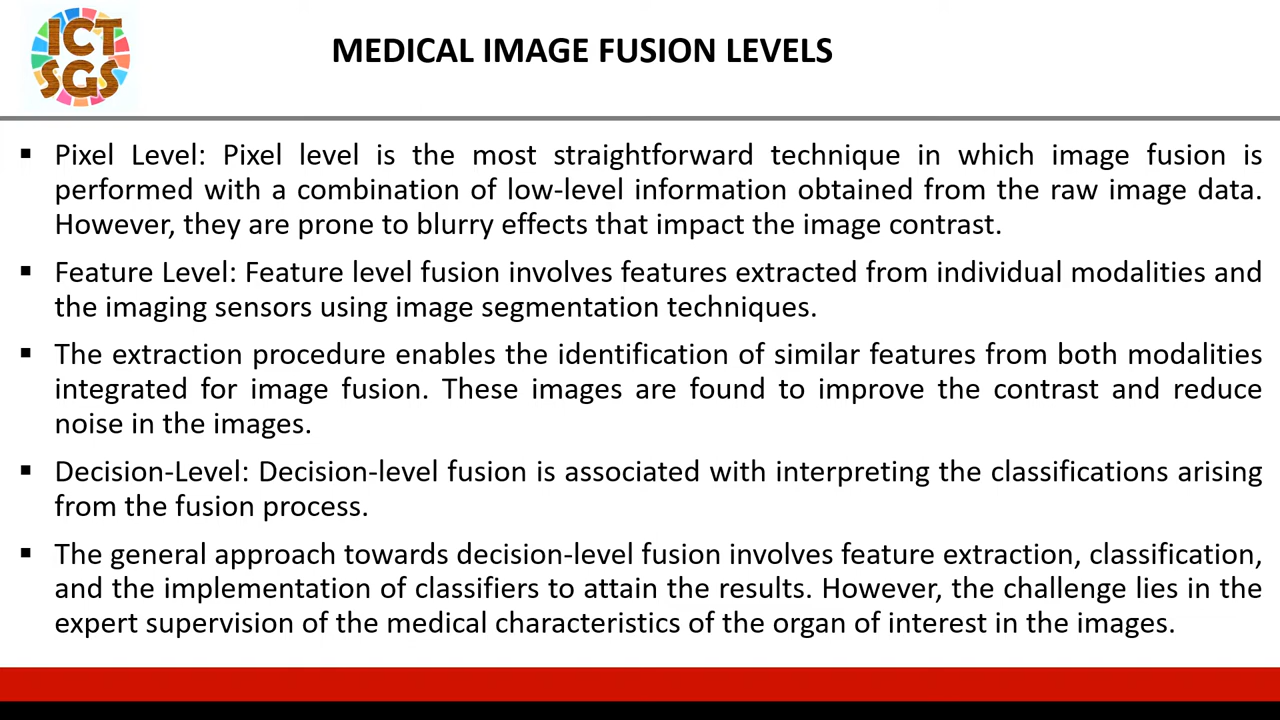 ICT
SGS
MEDICAL IMAGE FUSION LEVELS
▪ Pixel Level: Pixel level is the most straightforward technique in which image fusion is
performed with a combination of low-level information obtained from the raw image data.
However, they are prone to blurry effects that impact the image contrast.
▪ Feature Level: Feature level fusion involves features extracted from individual modalities and
the imaging sensors using image segmentation techniques.
▪ The extraction procedure enables the identification of similar features from both modalities
integrated for image fusion. These images are found to improve the contrast and reduce
noise in the images.
▪ Decision-Level: Decision-level fusion is associated with interpreting the classifications arising
from the fusion process.
▪ The general approach towards decision-level fusion involves feature extraction, classification,
and the implementation of classifiers to attain the results. However, the challenge lies in the
expert supervision of the medical characteristics of the organ of interest in the images.